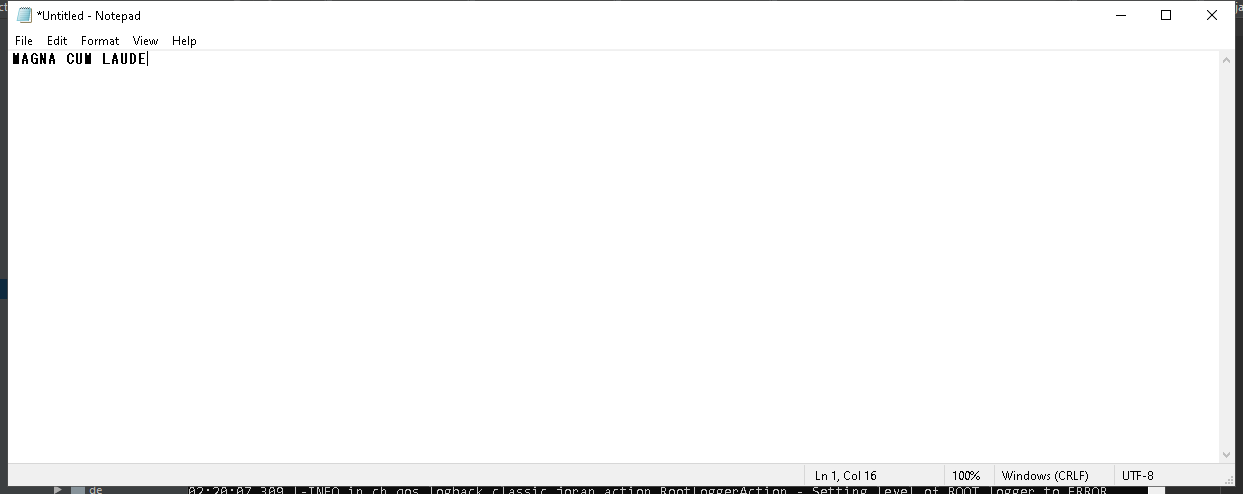 *Untitled - Notepad
File Edit Format View Help
MAGNA CUM LAUDE
Ln 1, Col 16 100% Windows (CRLF) UTF-8
de 02:20:07,309 |-INFO in ch.qos.logback.classic.joran.action.RootLoggerAction - Setting level of ROOT logger to ERROR